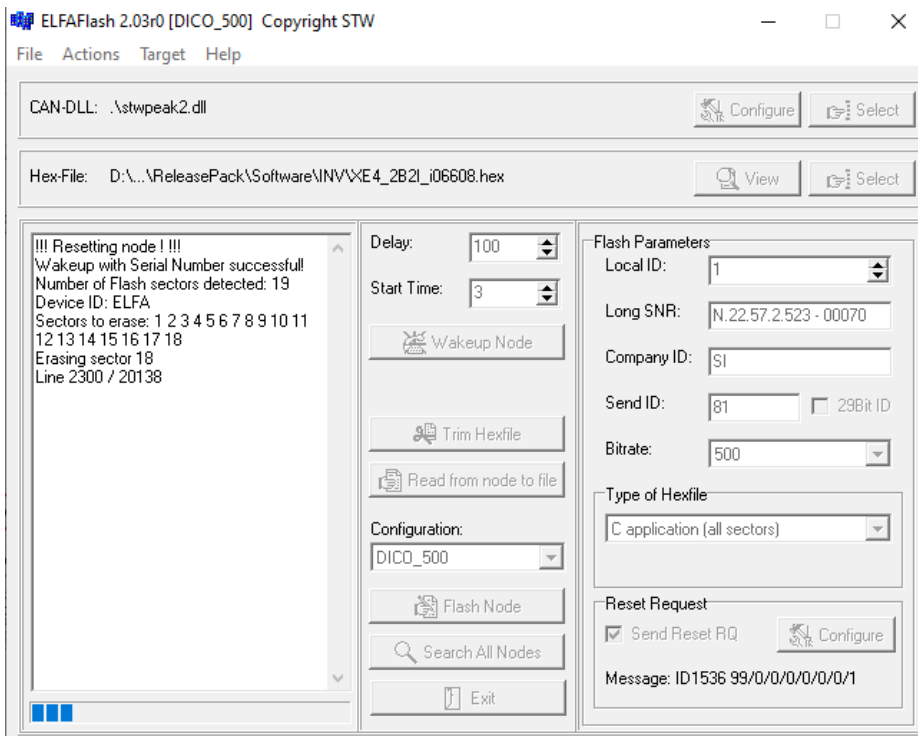 ELFAFlash 2.03r0 [DICO_500] Copyright STW
File Actions Target Help
CAN-DLL: .\stwpeak2.dll
Configure
Select
Hex-File: D:\...\ReleasePack\Software\INV\XE4_2B2I_i06608.hex
View
Select
!!! Resetting node ! !!!
Wakeup with Serial Number successful!
Number of Flash sectors detected: 19
Device ID: ELFA
Sectors to erase: 1 2 3 4 5 6 7 8 9 10 11
12 13 14 15 16 17 18
Erasing sector 18
Line 2300 / 20138
Delay: 100
Start Time: 3
Wakeup Node
Trim Hexfile
Read from node to file
Configuration:
DICO_500
Flash Node
Search All Nodes
Exit
Flash Parameters
Local ID: 1
Long SNR: N.22.57.2.523 - 00070
Company ID: SI
Send ID: 81 29Bit ID
Bitrate: 500
Type of Hexfile
C application (all sectors)
Reset Request
Send Reset RQ
Configure
Message: ID1536 99/0/0/0/0/0/0/1